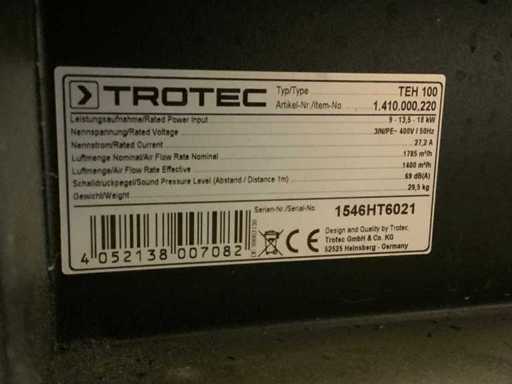 TROTEC
Typ/Type TEH 100
Artikel-Nr./Item-No 1.410.000.220
Leistungsaufnahme/Rated Power Input 9 - 13,5 - 18 kW
Nennspannung/Rated Voltage 3/N/PE~ 400V / 50Hz
Nennstrom/Rated Current 27,2 A
Luftmenge Nominal/Air Flow Rate Nominal 1785 m³/h
Luftmenge/Air Flow Rate Effective 1400 m³/h
Schalldruckpegel/Sound Pressure Level (Abstand / Distance 1m) 69 dB(A)
Gewicht/Weight 29,5 kg
Serien-Nr./Serial-No. 1546HT6021
4 052138 007082
CE
Design and Quality by Trotec,
Trotec GmbH & Co. KG
52525 Heinsberg - Germany